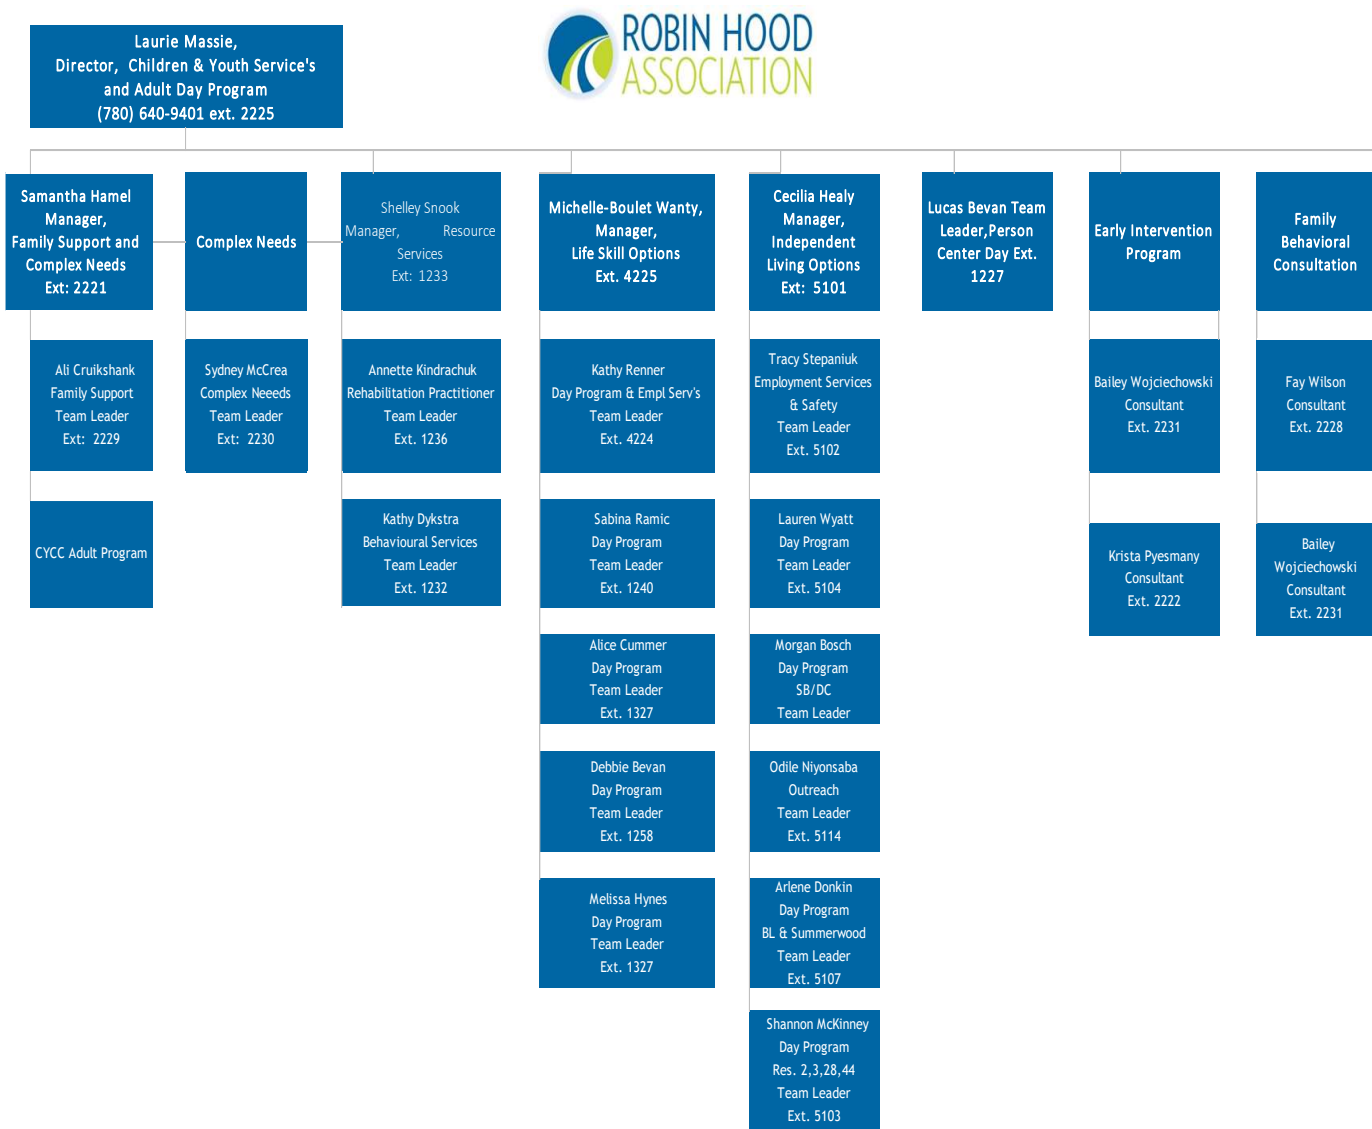 ROBIN HOOD
ASSOCIATION
Laurie Massie,
Director, Children & Youth Service's
and Adult Day Program
(780) 640-9401 ext. 2225
Samantha Hamel
Manager,
Family Support and
Complex Needs
Ext: 2221
Complex Needs
Shelley Snook
Manager, Resource
Services
Ext: 1233
Michelle-Boulet Wanty,
Manager,
Life Skill Options
Ext. 4225
Cecilia Healy
Manager,
Independent
Living Options
Ext: 5101
Lucas Bevan Team
Leader,Person
Center Day Ext.
1227
Early Intervention
Program
Family
Behavioral
Consultation
Ali Cruikshank
Family Support
Team Leader
Ext: 2229
Sydney McCrea
Complex Neeeds
Team Leader
Ext: 2230
Annette Kindrachuk
Rehabilitation Practitioner
Team Leader
Ext. 1236
Kathy Renner
Day Program & Empl Serv's
Team Leader
Ext. 4224
Tracy Stepaniuk
Employment Services
& Safety
Team Leader
Ext. 5102
Bailey Wojciechowski
Consultant
Ext. 2231
Fay Wilson
Consultant
Ext. 2228
CYCC Adult Program
Kathy Dykstra
Behavioural Services
Team Leader
Ext. 1232
Sabina Ramic
Day Program
Team Leader
Ext. 1240
Lauren Wyatt
Day Program
Team Leader
Ext. 5104
Krista Pyesmany
Consultant
Ext. 2222
Bailey
Wojciechowski
Consultant
Ext. 2231
Alice Cummer
Day Program
Team Leader
Ext. 1327
Morgan Bosch
Day Program
SB/DC
Team Leader
Debbie Bevan
Day Program
Team Leader
Ext. 1258
Odile Niyonsaba
Outreach
Team Leader
Ext. 5114
Melissa Hynes
Day Program
Team Leader
Ext. 1327
Arlene Donkin
Day Program
BL & Summerwood
Team Leader
Ext. 5107
Shannon McKinney
Day Program
Res. 2,3,28,44
Team Leader
Ext. 5103